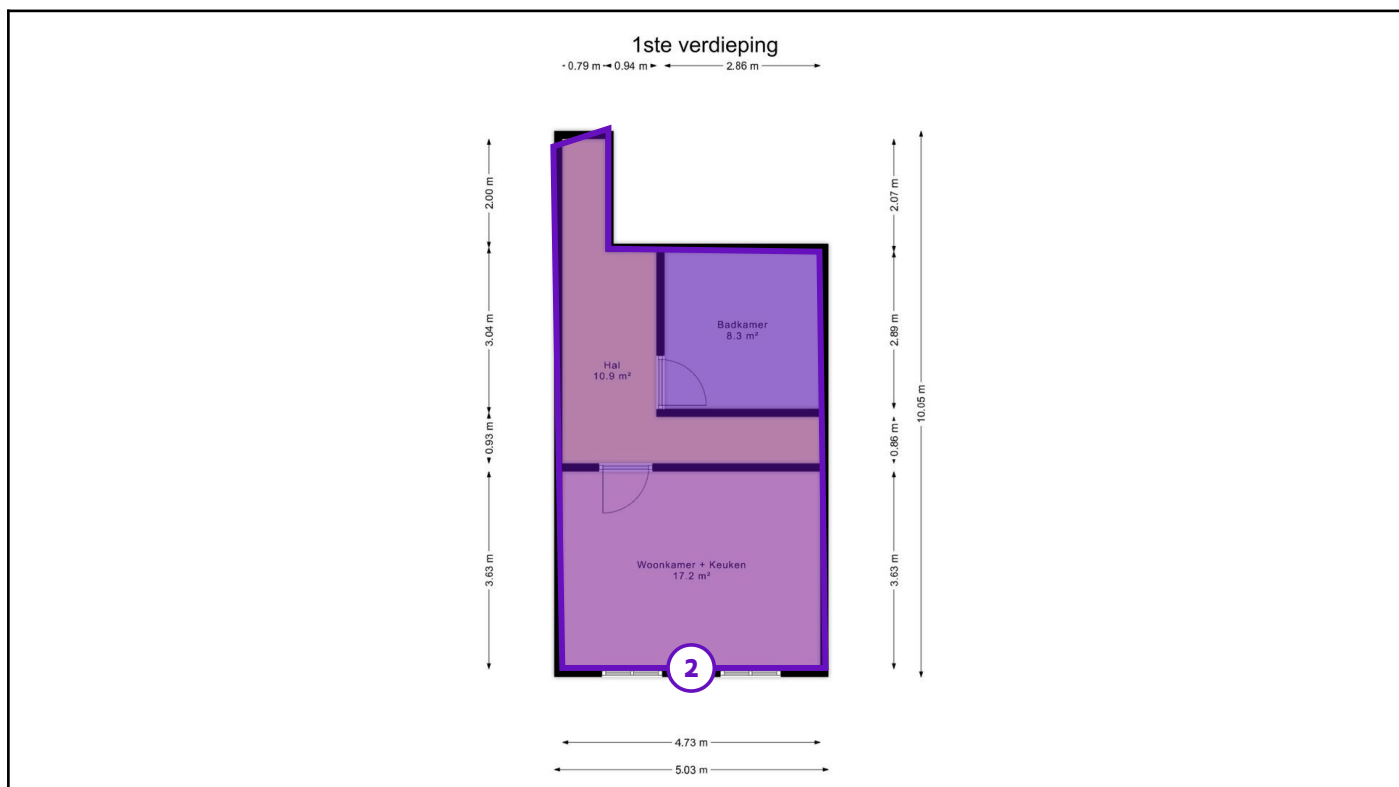 1ste verdieping
0.79 m
0.94 m
2.86 m
2.00 m
2.07 m
3.04 m
Badkamer
8.3 m²
2.89 m
Hal
10.9 m²
10.05 m
0.93 m
0.86 m
3.63 m
Woonkamer + Keuken
17.2 m²
3.63 m
2
4.73 m
5.03 m